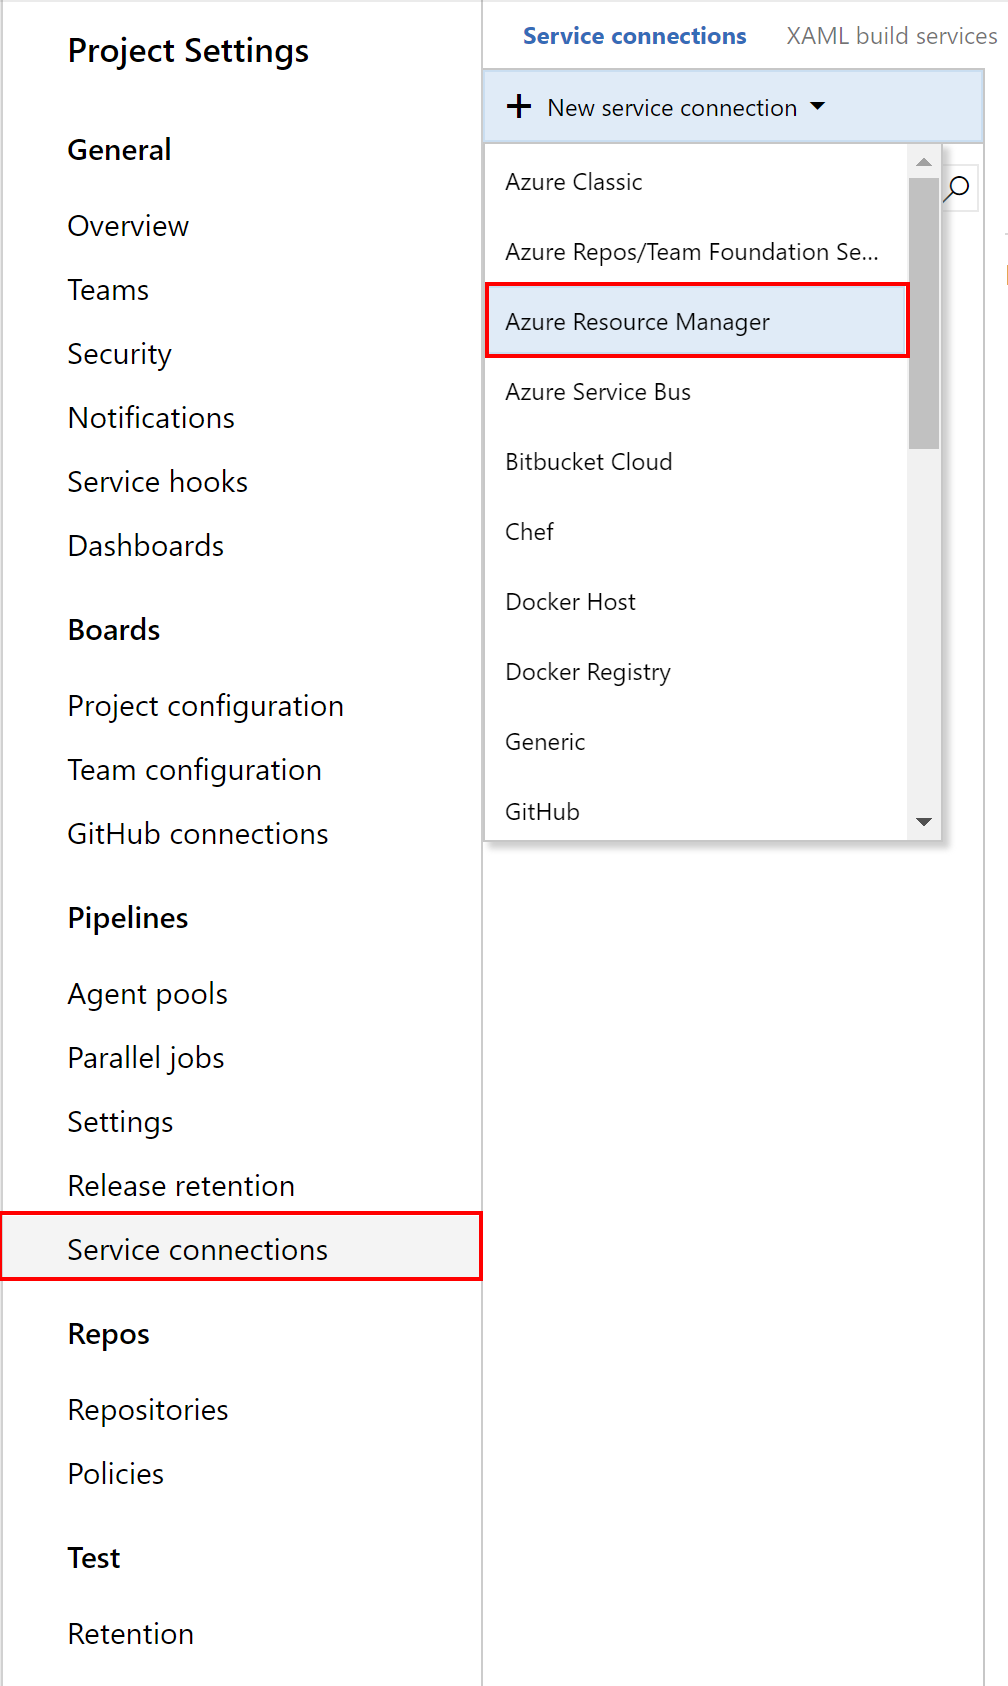 Project Settings
General
Overview
Teams
Security
Notifications
Service hooks
Dashboards
Boards
Project configuration
Team configuration
GitHub connections
Pipelines
Agent pools
Parallel jobs
Settings
Release retention
Service connections
Repos
Repositories
Policies
Test
Retention
Service connections XAML build services
New service connection
Azure Classic
Azure Repos/Team Foundation Se...
Azure Resource Manager
Azure Service Bus
Bitbucket Cloud
Chef
Docker Host
Docker Registry
Generic
GitHub